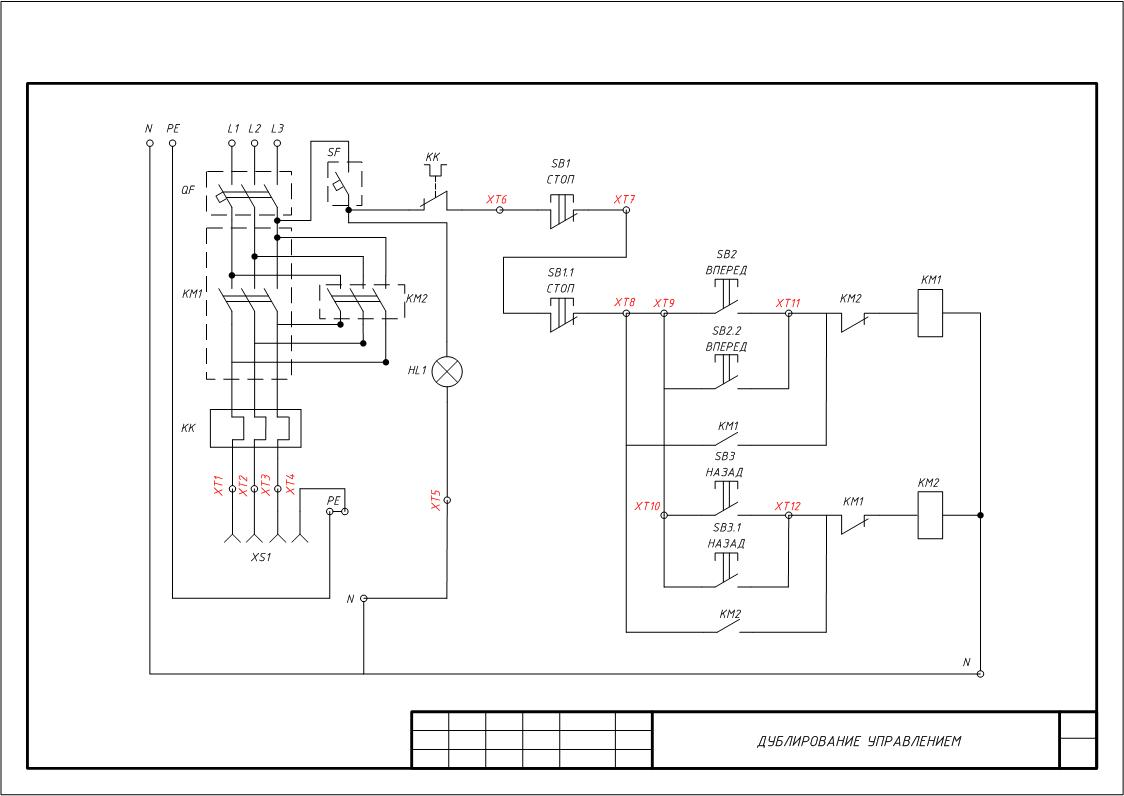 N PE L1 L2 L3
SF
KK
SB1
СТОП
QF
XT6
XT7
SB2
ВПЕРЕД
SB1.1
СТОП
KM1
KM1
KM2
XT8
XT9
XT11
KM2
SB2.2
ВПЕРЕД
HL1
KK
KM1
SB3
НАЗАД
XT1
XT2
XT3
XT4
PE
XT5
XT10
XT12
KM1
KM2
SB3.1
НАЗАД
XS1
N
KM2
N
ДУБЛИРОВАНИЕ УПРАВЛЕНИЕМ